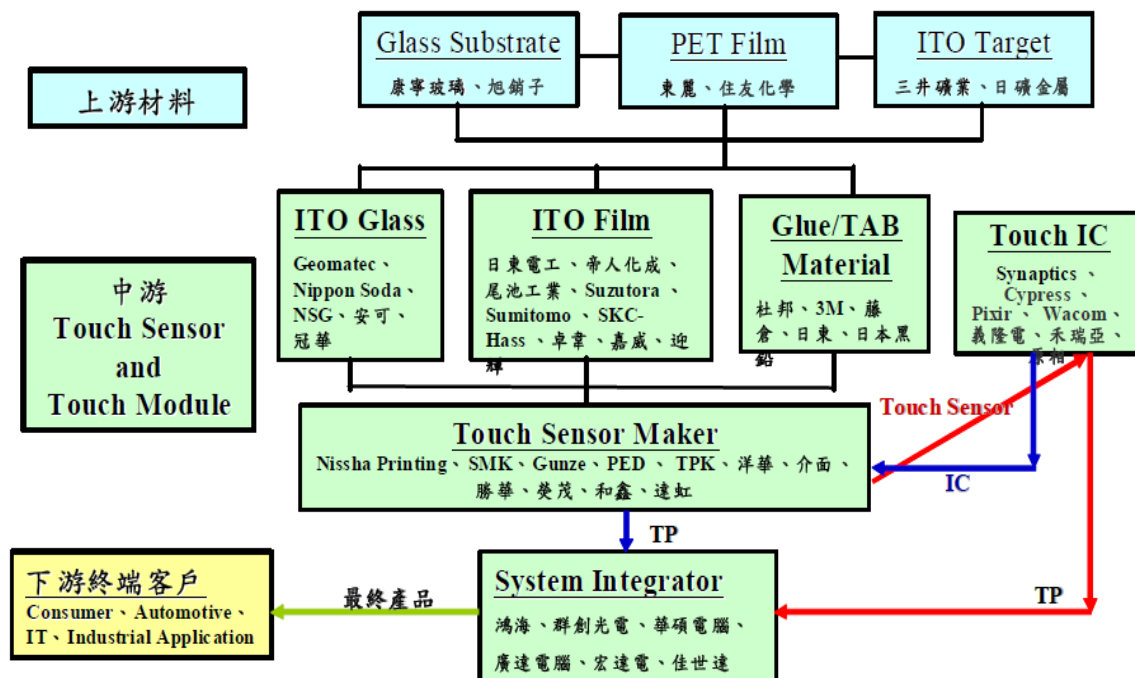 Glass Substrate
康寧玻璃、旭銷子
PET Film
東麗、住友化學
ITO Target
三井礦業、日礦金屬
上游材料
ITO Glass
Geomatec、
Nippon Soda、
NSG、安可、
冠華
ITO Film
日東電工、帝人化成、
尾池工業、Suzutora、
Sumitomo、SKC-
Hass、卓韋、嘉威、迎
輝
Glue/TAB
Material
杜邦、3M、藤
倉、日東、日本黑
鉛
Touch IC
Synaptics、
Cypress、
Pixir、Wacom、
義隆電、禾瑞亞、
原相
中游
Touch Sensor
and
Touch Module
Touch Sensor
IC
Touch Sensor Maker
Nissha Printing、SMK、Gunze、PED、TPK、洋華、介面、
勝華、熒茂、和鑫、達虹
TP
下游終端客戶
Consumer、Automotive、
IT、Industrial Application
最終產品
System Integrator
鴻海、群創光電、華碩電腦、
廣達電腦、宏達電、佳世達
TP